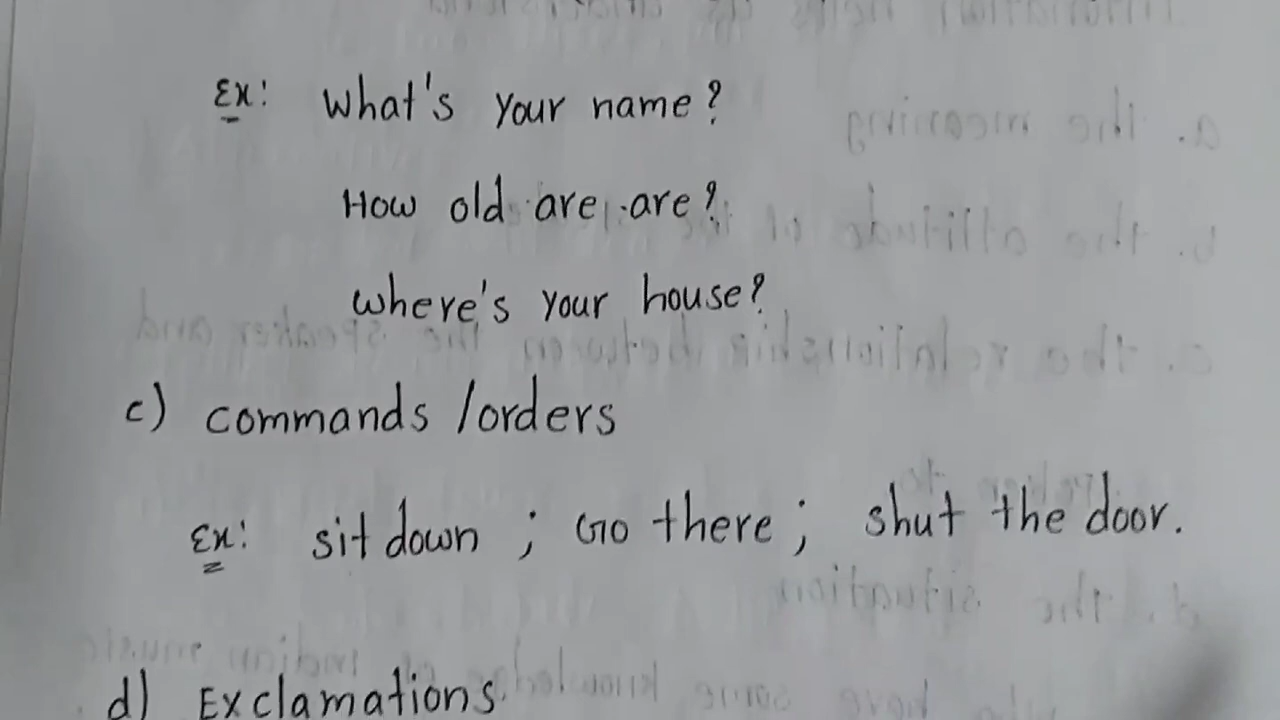 Ex: What's your name?
How old are are?
Where's your house?
c) commands /orders
Ex: sit down ; Go there ; shut the door.
d) Exclamations